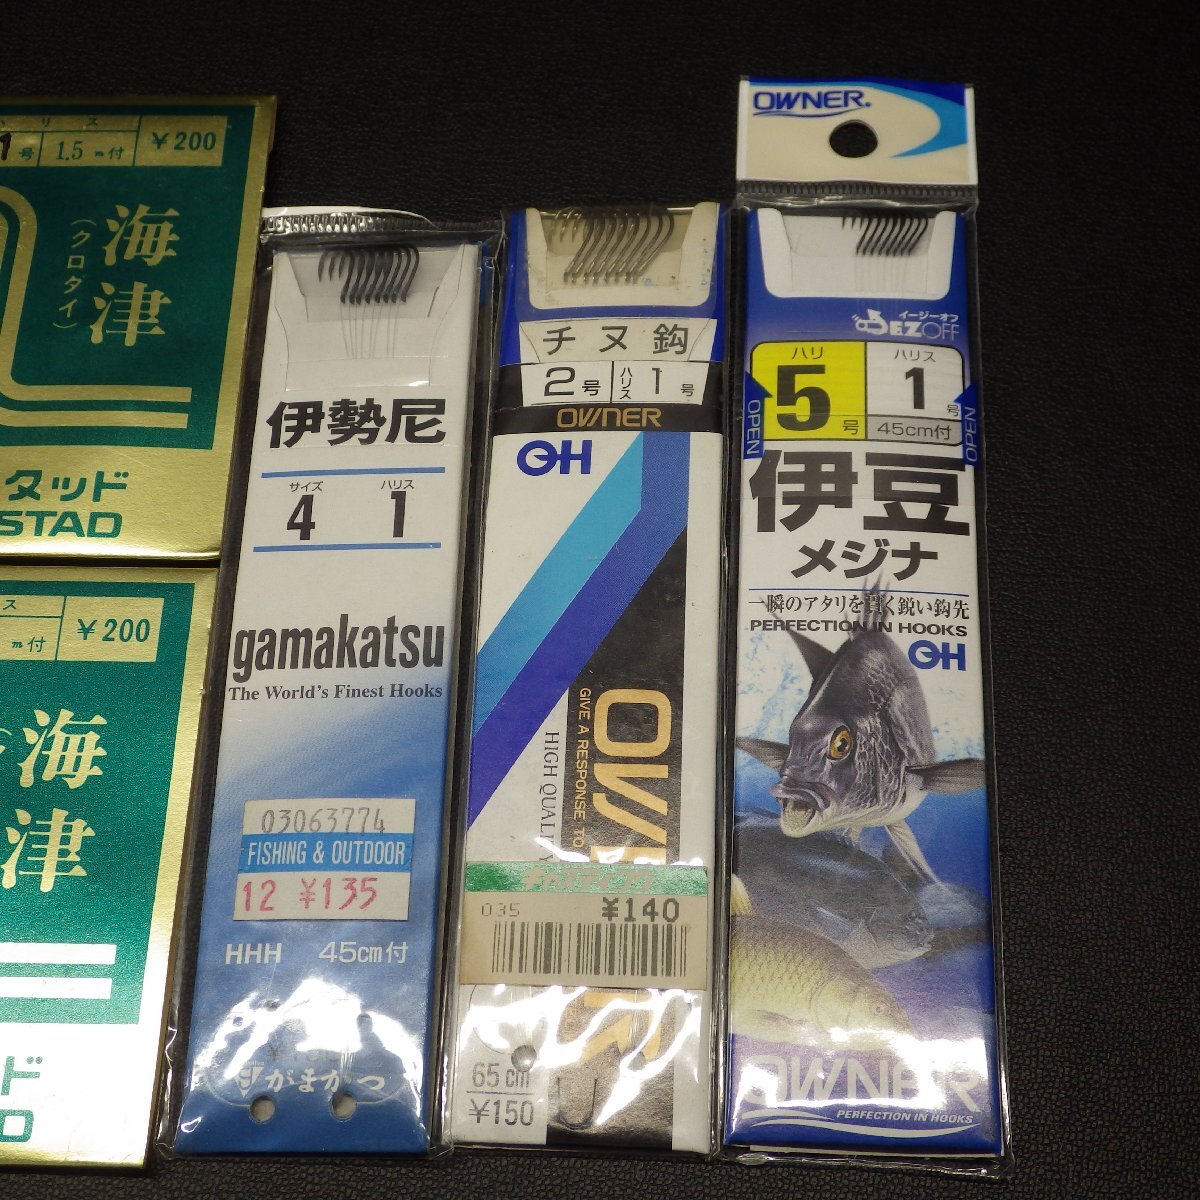 ハリス
1号
1.5m付
￥200
海津
（クロダイ）
タッド
STAD
ス
m付
￥200
海津
ド
D
伊勢尼
サイズ
ハリス
4
1
gamakatsu
The World's Finest Hooks
03063774
FISHING & OUTDOOR
12 ￥135
HHH 45cm付
がまかつ
チヌ鈎
2号
ハリス
1号
OWNER
OH
GIVE A RESPONSE TO
HIGH QUALITY
035
￥140
65cm
￥150
OWNER.
イージーオフ
EZ OFF
ハリ
5号
ハリス
1号
45cm付
OPEN
OPEN
伊豆
メジナ
一瞬のアタリを貫く鋭い鈎先
PERFECTION IN HOOKS
OH
OWNER
PERFECTION IN HOOKS